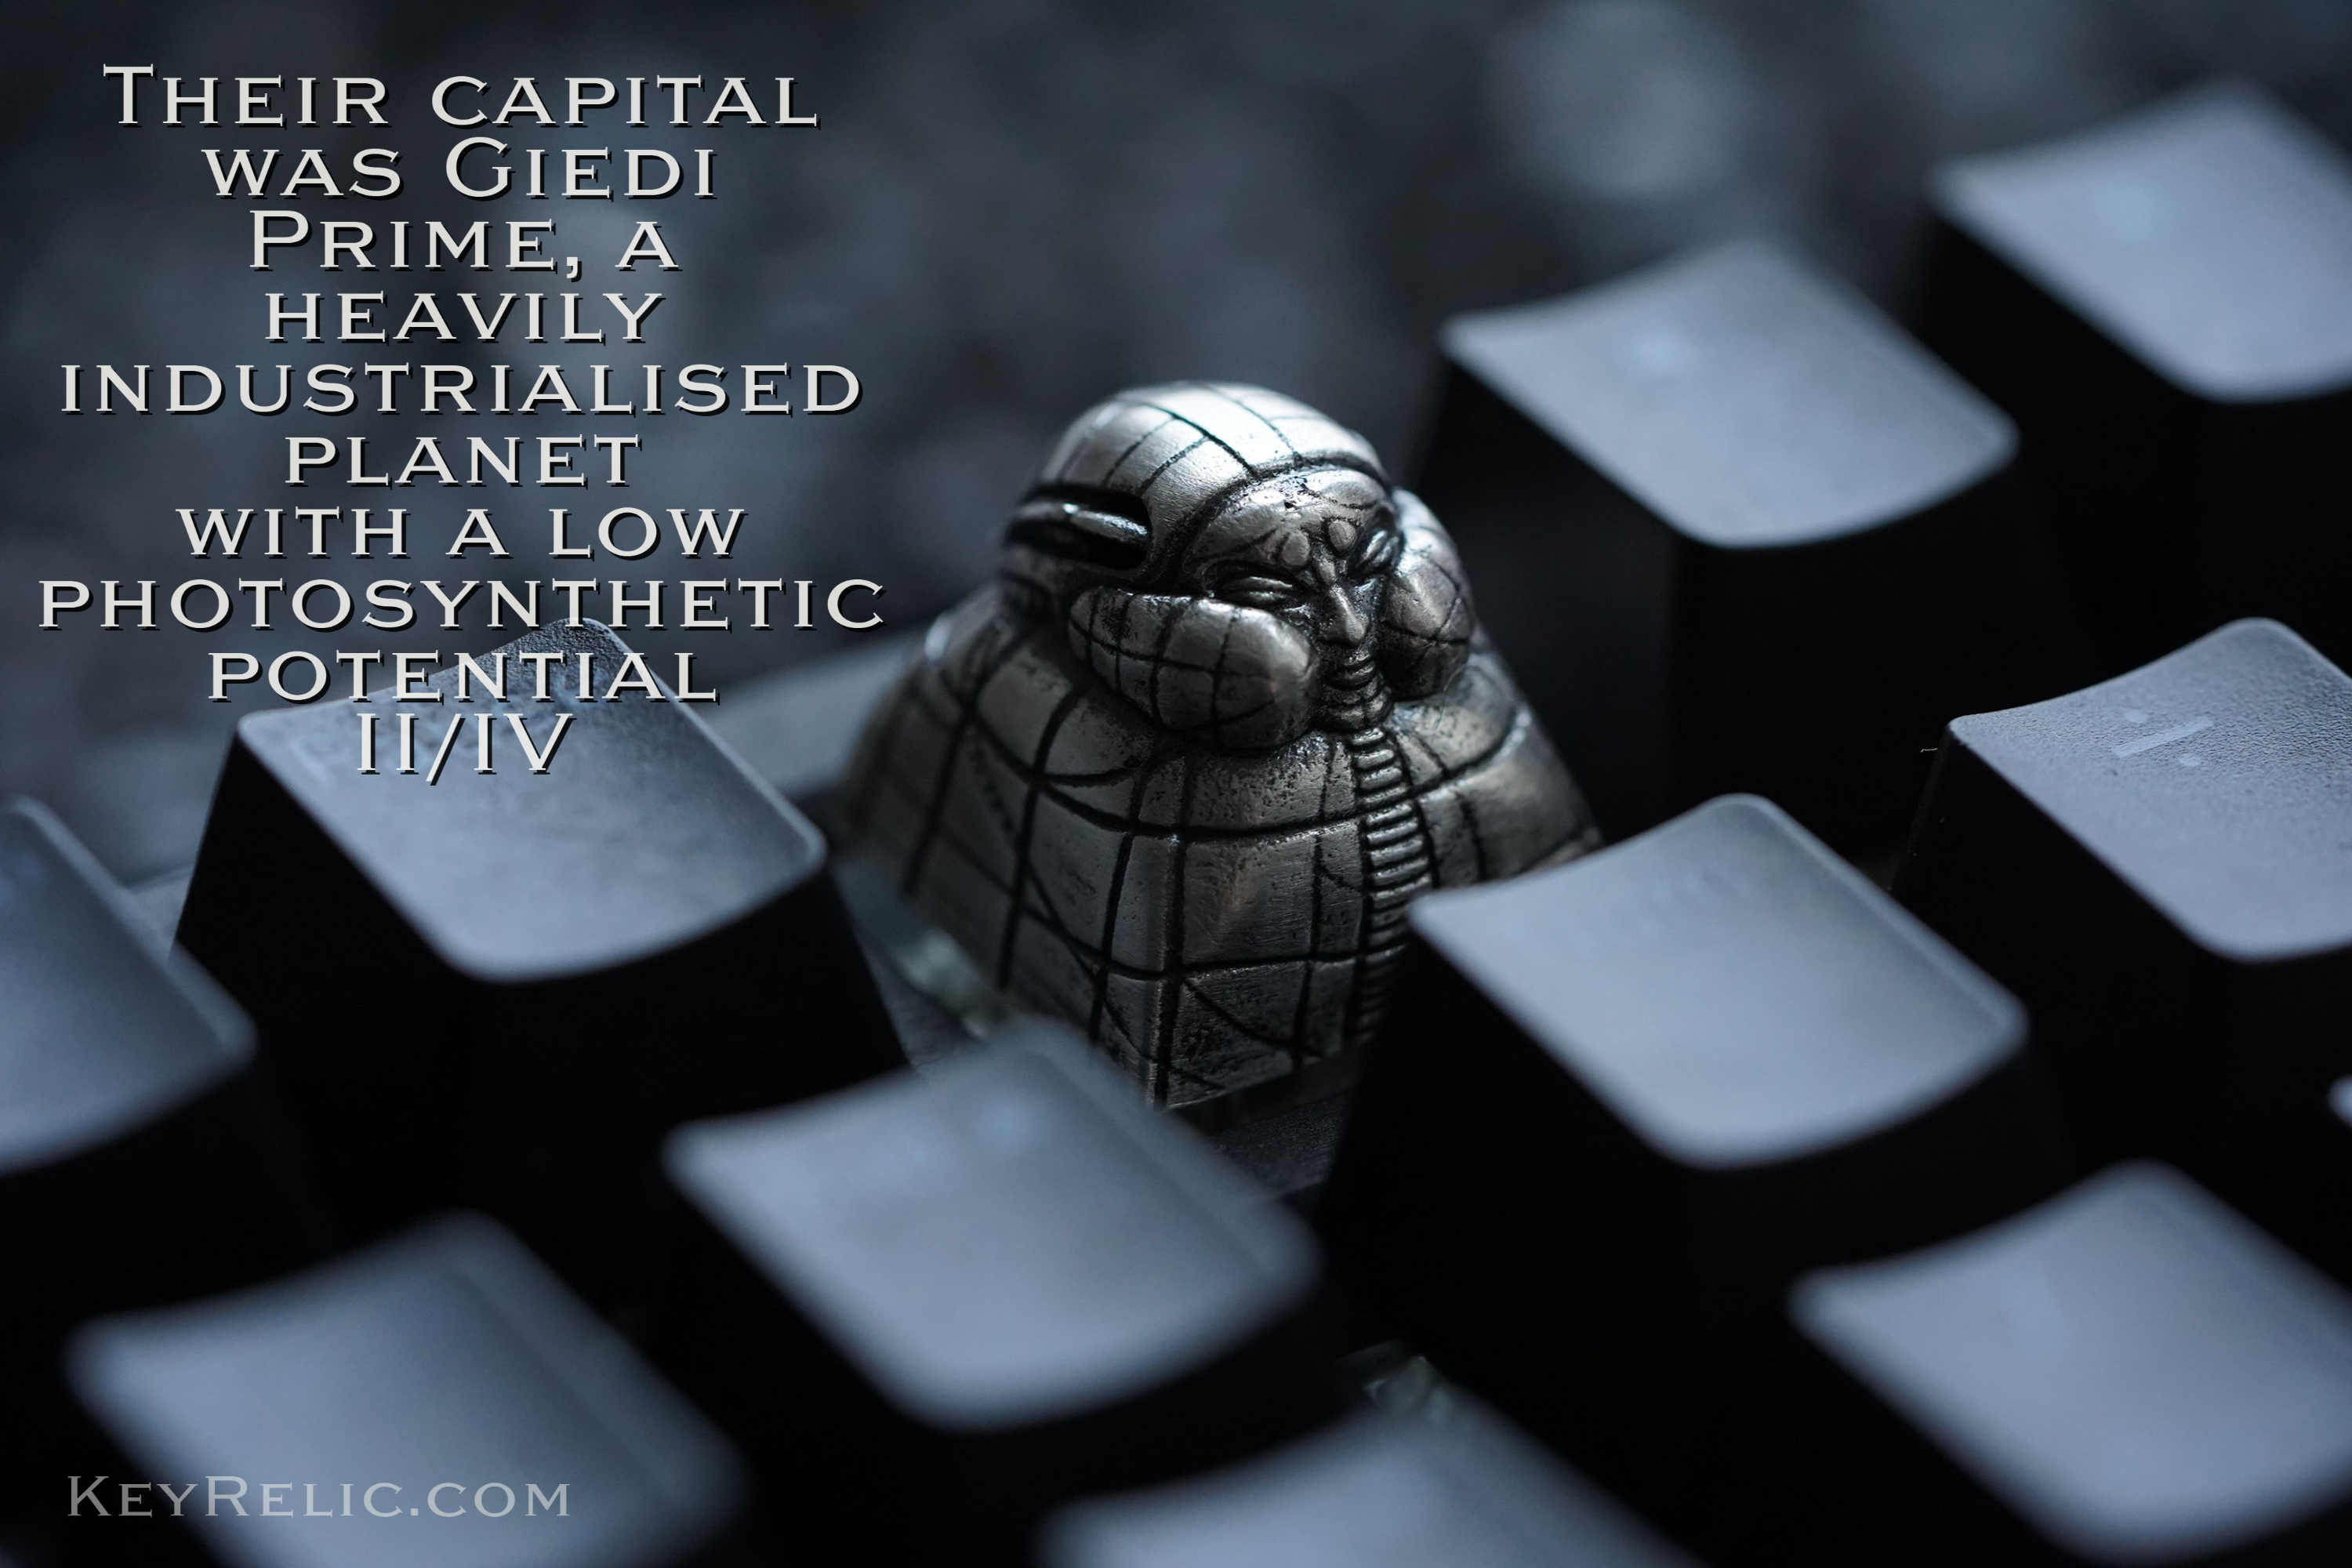 Their capital
was Giedi
Prime, a
heavily
industrialised
planet
with a low
photosynthetic
potential
II/IV
KeyRelic.com